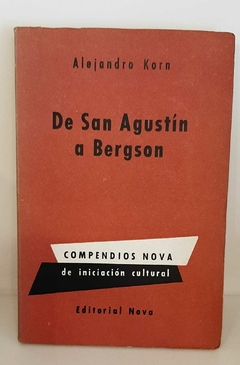 Alejandro Korn
De San Agustín
a Bergson
COMPENDIOS NOVA
de iniciación cultural
Editorial Nova